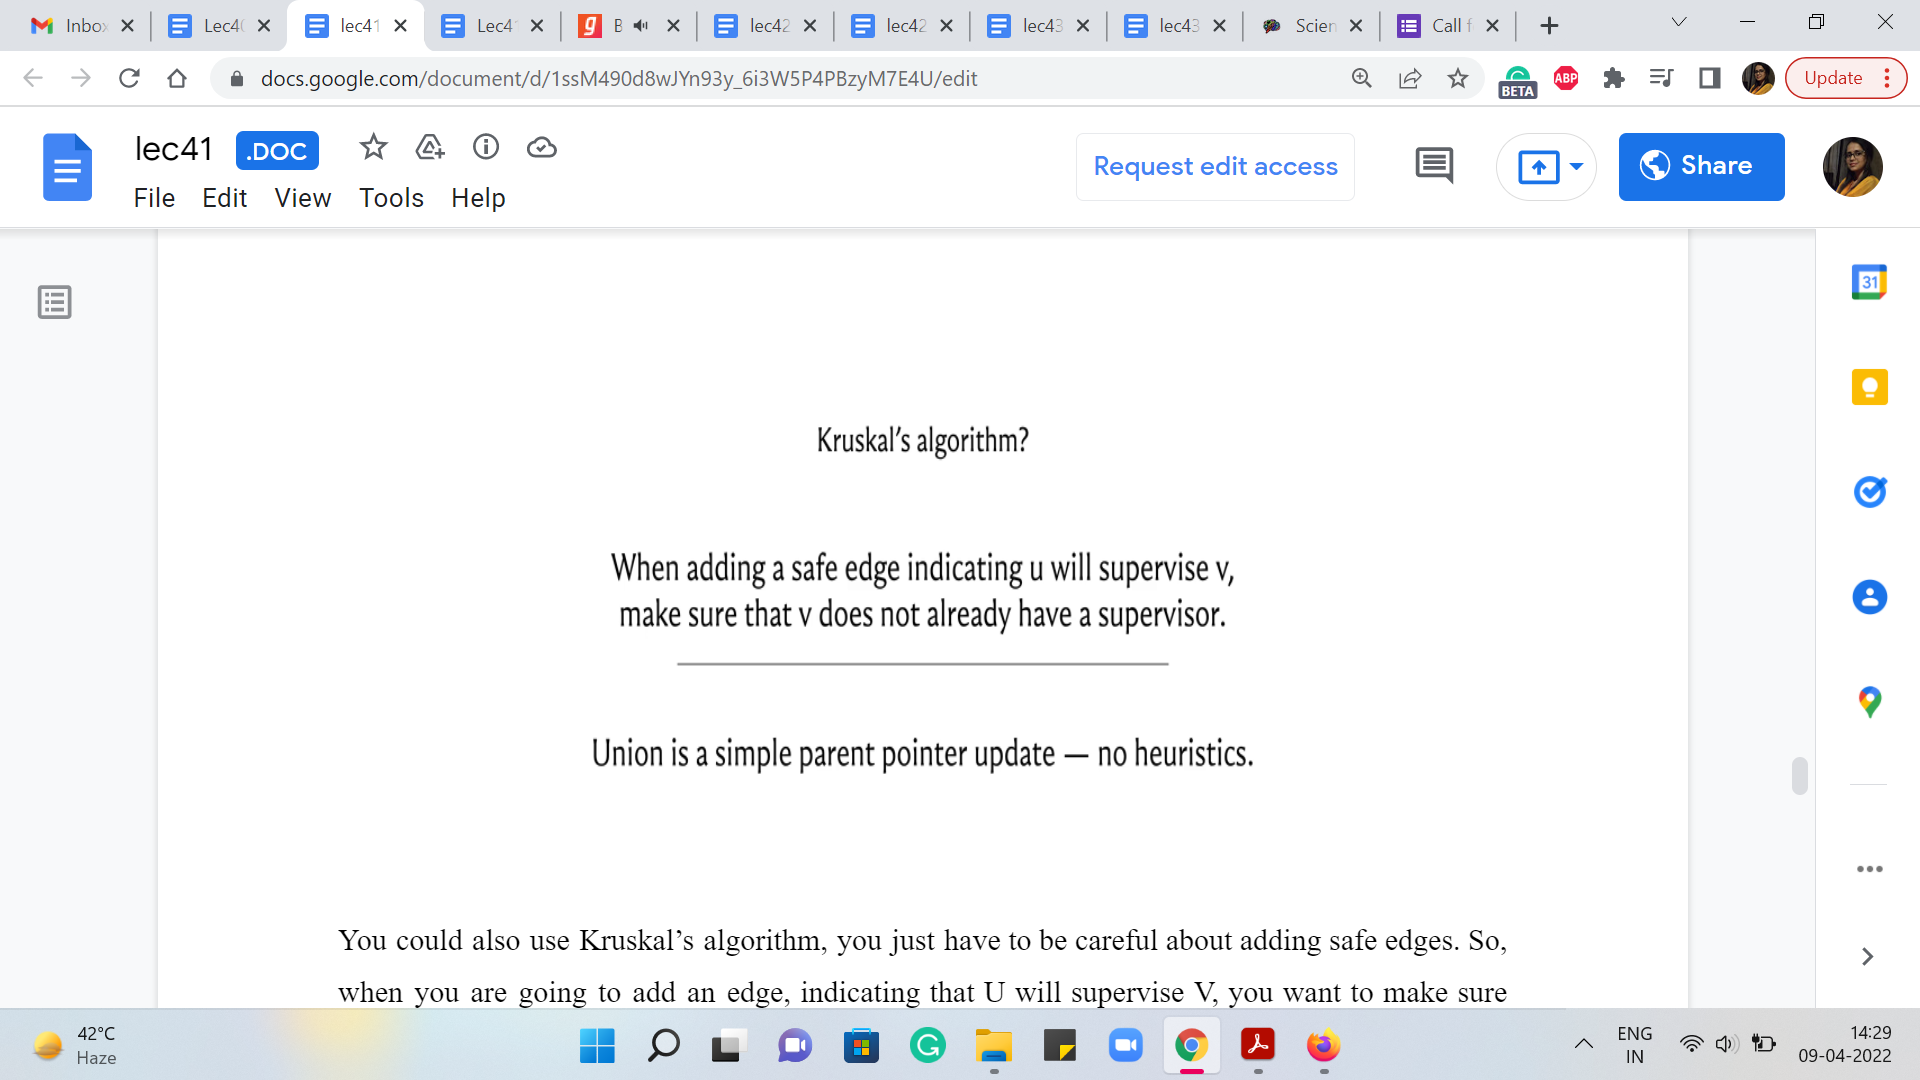 Inbox
Lec4
lec41
Lec4
B
lec42
lec42
lec43
lec43
Scien
Call f
docs.google.com/document/d/1ssM490d8wJYn93y_6i3W5P4PBzyM7E4U/edit
BETA
ABP
Update
lec41
.DOC
Request edit access
Share
File Edit View Tools Help
31
Kruskal's algorithm?
When adding a safe edge indicating u will supervise v,
make sure that v does not already have a supervisor.
Union is a simple parent pointer update — no heuristics.
You could also use Kruskal's algorithm, you just have to be careful about adding safe edges. So,
when you are going to add an edge, indicating that U will supervise V, you want to make sure
42°C
Haze
ENG
IN
14:29
09-04-2022